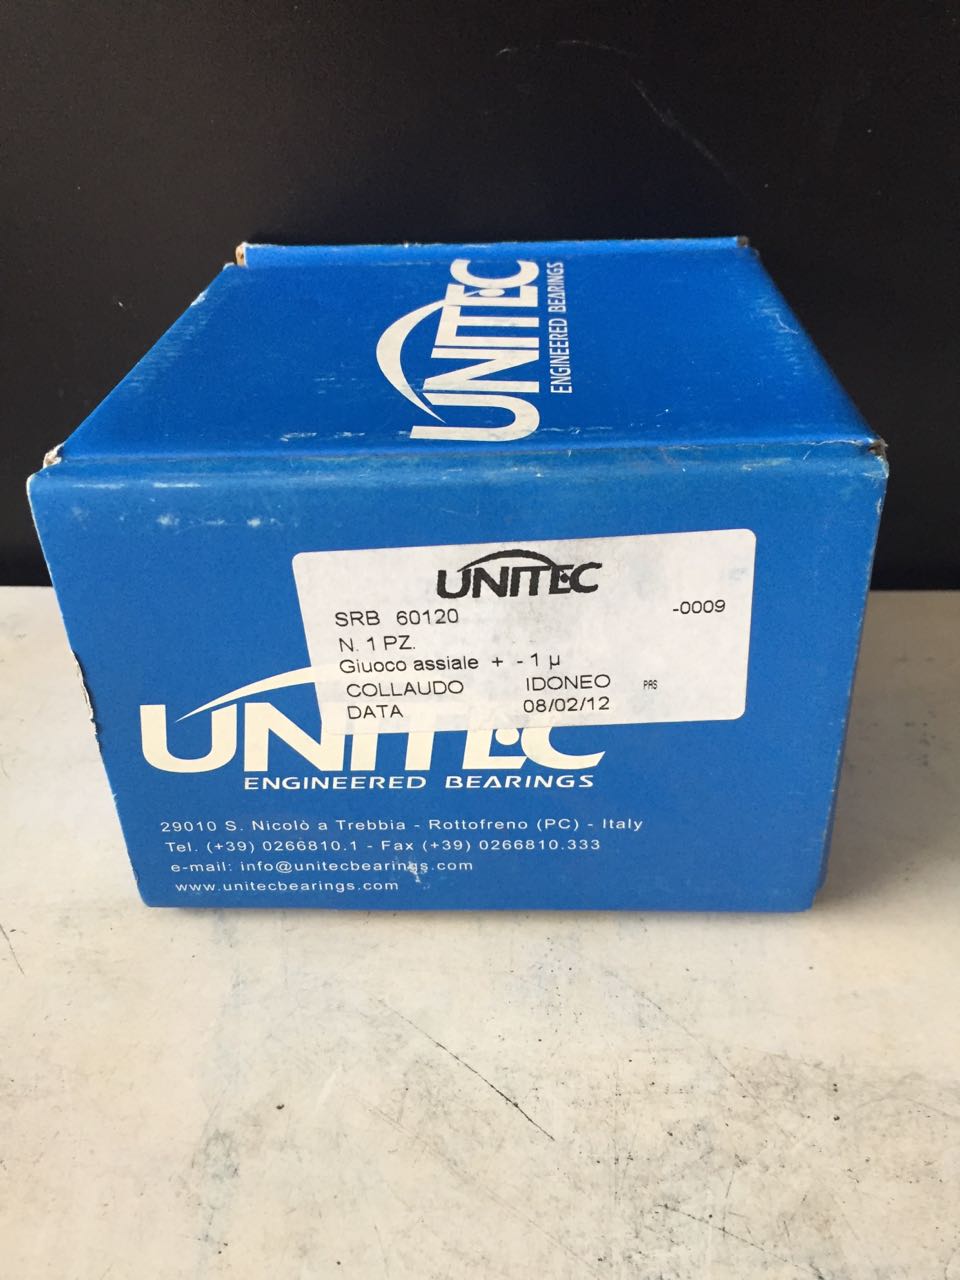 UNITEC
ENGINEERED BEARINGS
UNITEC
SRB 60120 -0009
N. 1 PZ.
Giuoco assiale + - 1 µ
COLLAUDO IDONEO PAS
DATA 08/02/12
UNITEC
ENGINEERED BEARINGS
29010 S. Nicolò a Trebbia - Rottofreno (PC) - Italy
Tel. (+39) 0266810.1 - Fax (+39) 0266810.333
e-mail: info@unitecbearings.com
www.unitecbearings.com